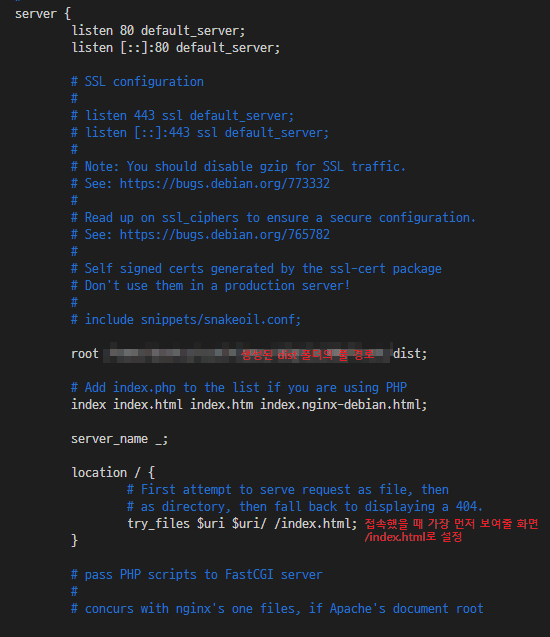 #
server {
listen 80 default_server;
listen [::]:80 default_server;
# SSL configuration
#
# listen 443 ssl default_server;
# listen [::]:443 ssl default_server;
#
# Note: You should disable gzip for SSL traffic.
# See: https://bugs.debian.org/773332
#
# Read up on ssl_ciphers to ensure a secure configuration.
# See: https://bugs.debian.org/765782
#
# Self signed certs generated by the ssl-cert package
# Don't use them in a production server!
#
# include snippets/snakeoil.conf;
root dist 폴더의 풀 경로 dist;
# Add index.php to the list if you are using PHP
index index.html index.htm index.nginx-debian.html;
server_name _;
location / {
# First attempt to serve request as file, then
# as directory, then fall back to displaying a 404.
try_files $uri $uri/ /index.html; 접속했을 때 가장 먼저 보여줄 화면
/index.html로 설정
}
# pass PHP scripts to FastCGI server
#
# concurs with nginx's one files, if Apache's document root